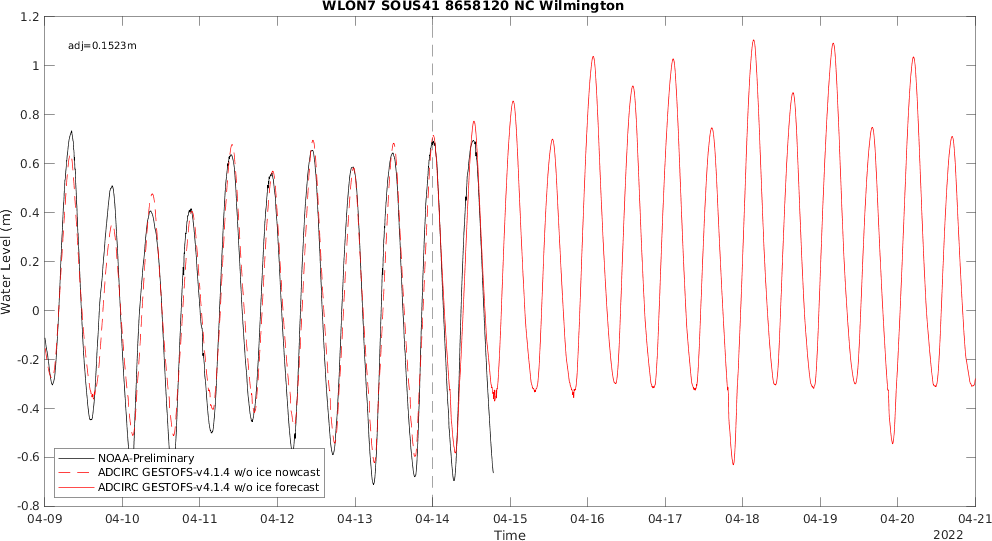 WLON7 SOUS41 8658120 NC Wilmington
adj=0.1523m
1.2
1
0.8
0.6
0.4
0.2
0
-0.2
-0.4
-0.6
-0.8
Water Level (m)
NOAA-Preliminary
ADCIRC GESTOFS-v4.1.4 w/o ice nowcast
ADCIRC GESTOFS-v4.1.4 w/o ice forecast
04-09 04-10 04-11 04-12 04-13 04-14 04-15 04-16 04-17 04-18 04-19 04-20 04-21
Time
2022